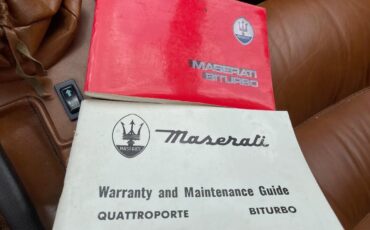 MASERATI
BITURBO
MASERATI
Maserati
Warranty and Maintenance Guide
QUATTROPORTE BITURBO